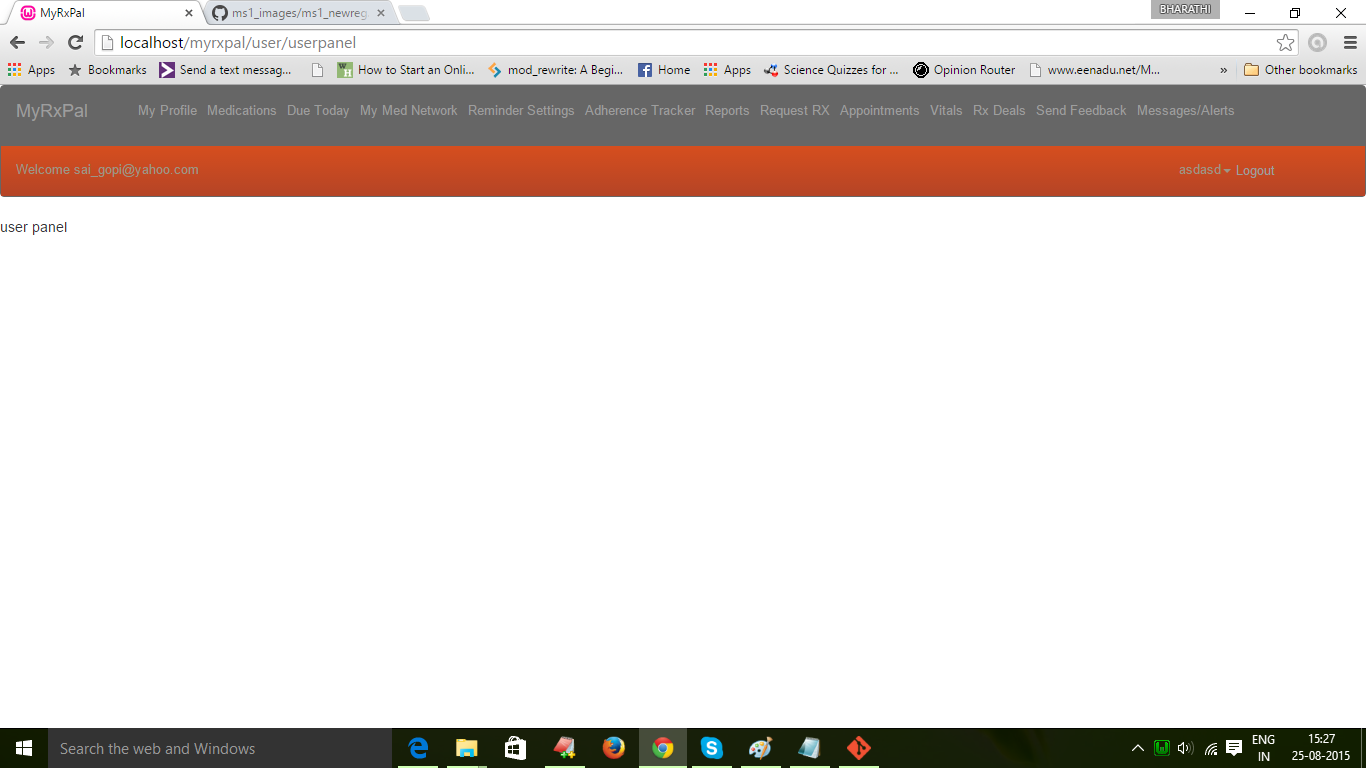 MyRxPal
ms1_images/ms1_newreg
BHARATHI
localhost/myrxpal/user/userpanel
Apps Bookmarks Send a text messag... How to Start an Onli... mod_rewrite: A Begi... Home Apps Science Quizzes for ... Opinion Router www.eenadu.net/M... » Other bookmarks
MyRxPal My Profile Medications Due Today My Med Network Reminder Settings Adherence Tracker Reports Request RX Appointments Vitals Rx Deals Send Feedback Messages/Alerts
Welcome sai_gopi@yahoo.com asdasd Logout
user panel
Search the web and Windows
ENG
IN
15:27
25-08-2015